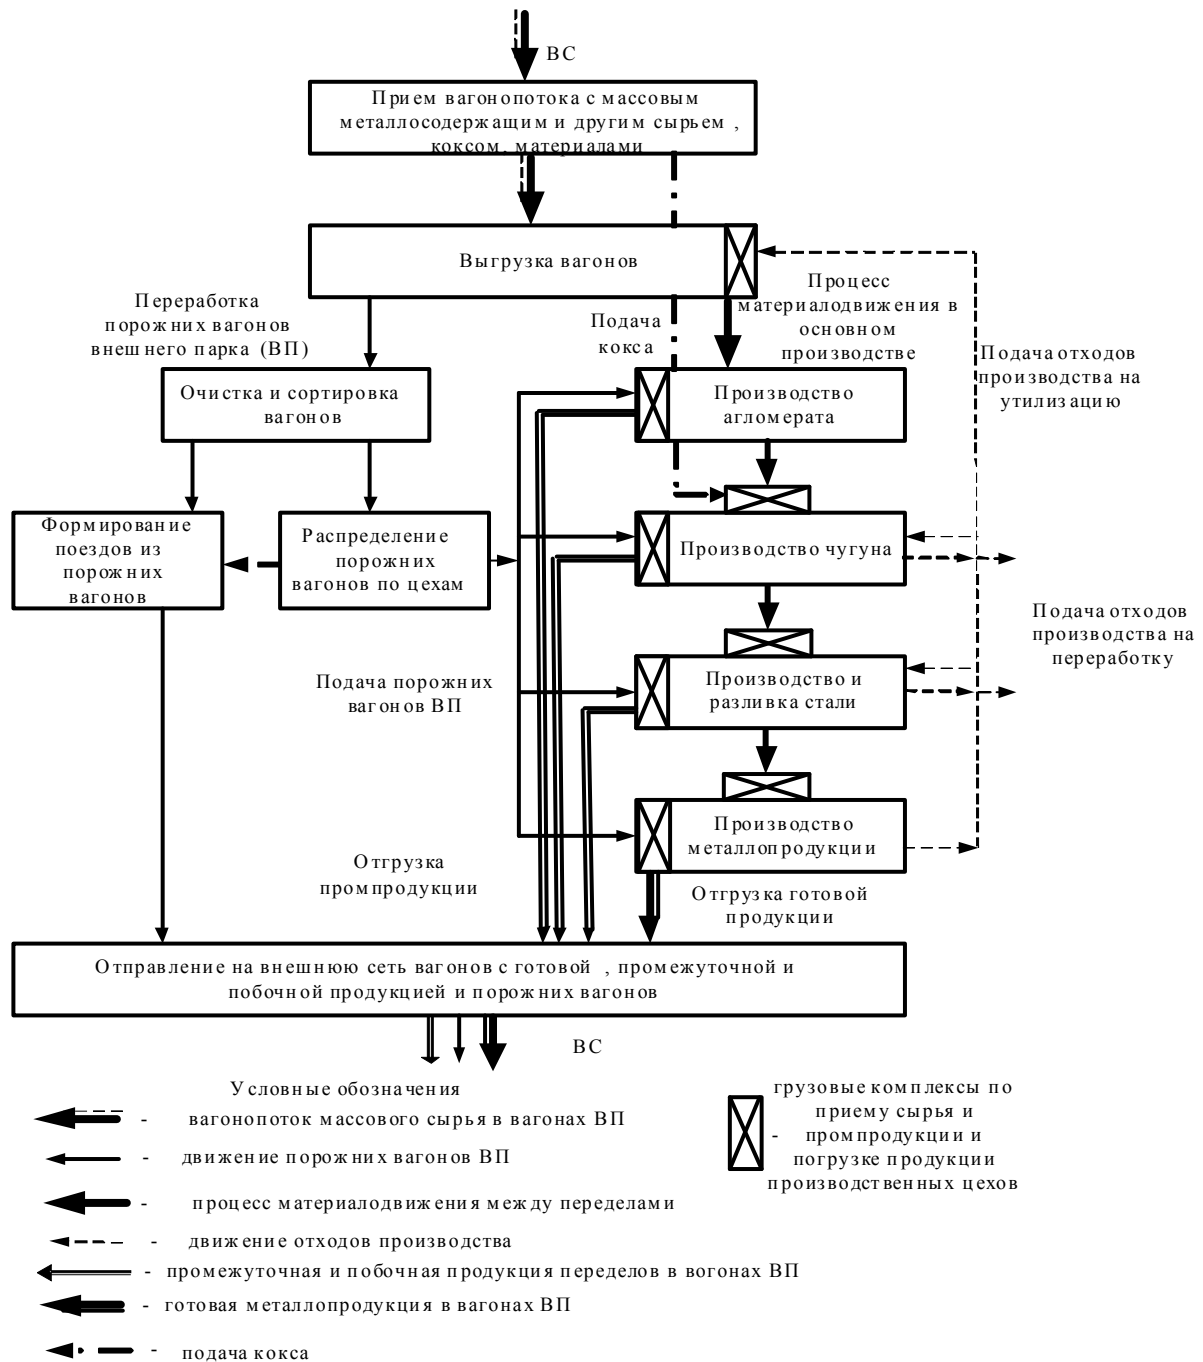 ВС
Прием вагонопотока с массовым
металлосодержащим и другим сырьем ,
коксом, материалами
Выгрузка вагонов
Переработка
порожних вагонов
внешнего парка (ВП)
Подача
кокса
Процесс
материалодвижения в
основном
производстве
Подача отходов
производства на
утилизацию
Очистка и сортировка
вагонов
Производство
агломерата
Формирование
поездов из
порожних
вагонов
Распределение
порожних
вагонов по цехам
Производство чугуна
Подача отходов
производства на
переработку
Подача порожних
вагонов ВП
Производство и
разливка стали
Производство
металлопродукции
Отгрузка
промпродукции
Отгрузка готовой
продукции
Отправление на внешнюю сеть вагонов с готовой , промежуточной и
побочной продукцией и порожних вагонов
ВС
Условные обозначения
- вагонопоток массового сырья в вагонах ВП
- движение порожних вагонов ВП
- процесс материалодвижения между переделами
- движение отходов производства
- промежуточная и побочная продукция переделов в вогонах ВП
- готовая металлопродукция в вагонах ВП
- подача кокса
грузовые комплексы по
приему сырья и
- промпродукции и
погрузке продукции
производственных цехов